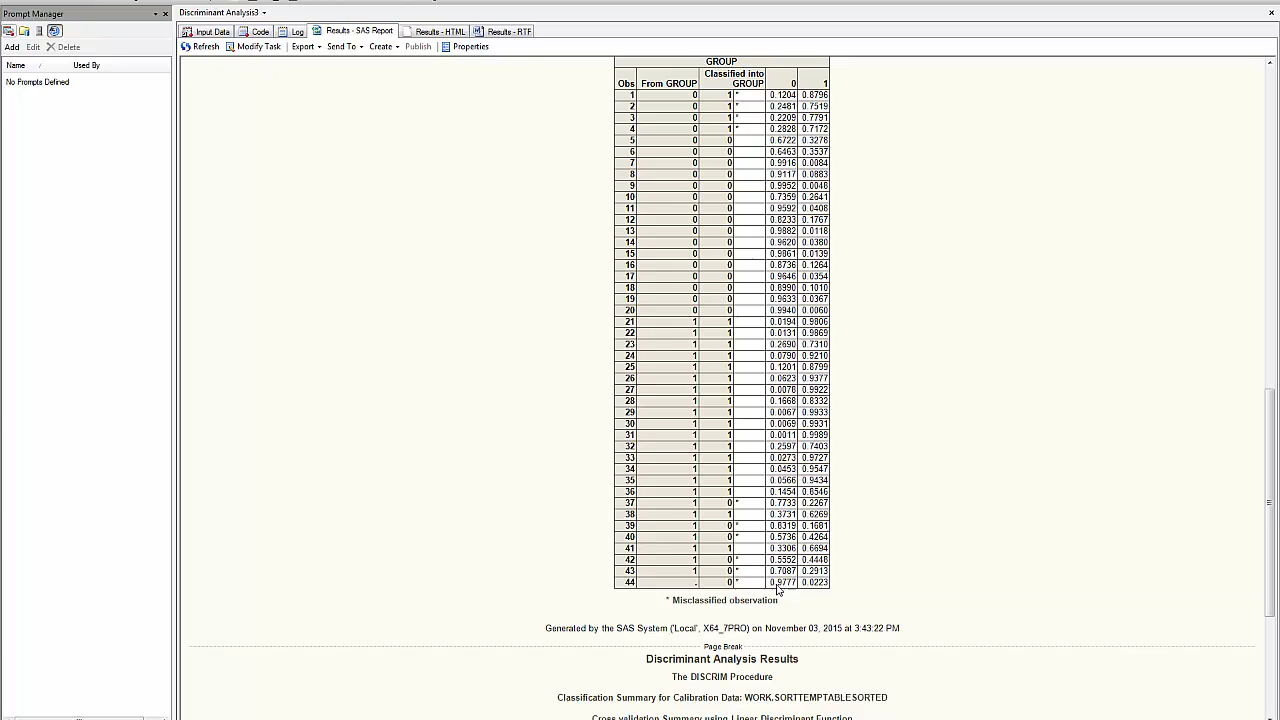 Prompt Manager
Discriminant Analysis3
Input Data Code Log Results - SAS Report Results - HTML Results - RTF
Refresh Modify Task Export Send To Create Publish Properties
Add Edit Delete
Name / Used By
No Prompts Defined
GROUP
Obs From GROUP Classified into GROUP 0 1
1 0 1 * 0.1204 0.8796
2 0 1 * 0.2481 0.7519
3 0 1 * 0.2209 0.7791
4 0 1 * 0.2828 0.7172
5 0 0 0.6722 0.3278
6 0 0 0.6463 0.3537
7 0 0 0.9916 0.0084
8 0 0 0.9117 0.0883
9 0 0 0.9952 0.0048
10 0 0 0.7359 0.2641
11 0 0 0.9592 0.0408
12 0 0 0.8233 0.1767
13 0 0 0.9882 0.0118
14 0 0 0.9620 0.0380
15 0 0 0.9861 0.0139
16 0 0 0.8736 0.1264
17 0 0 0.9646 0.0354
18 0 0 0.8990 0.1010
19 0 0 0.9633 0.0367
20 0 0 0.9940 0.0060
21 1 1 0.0194 0.9806
22 1 1 0.0131 0.9869
23 1 1 0.2690 0.7310
24 1 1 0.0790 0.9210
25 1 1 0.1201 0.8799
26 1 1 0.0623 0.9377
27 1 1 0.0078 0.9922
28 1 1 0.1668 0.8332
29 1 1 0.0067 0.9933
30 1 1 0.0069 0.9931
31 1 1 0.0011 0.9989
32 1 1 0.2597 0.7403
33 1 1 0.0273 0.9727
34 1 1 0.0453 0.9547
35 1 1 0.0566 0.9434
36 1 1 0.1454 0.8546
37 1 0 * 0.7733 0.2267
38 1 1 0.3731 0.6269
39 1 0 * 0.8319 0.1681
40 1 0 * 0.5736 0.4264
41 1 1 0.3306 0.6694
42 1 0 * 0.5552 0.4448
43 1 0 * 0.7087 0.2913
44 . 0 * 0.9777 0.0223
* Misclassified observation
Generated by the SAS System ('Local', X64_7PRO) on November 03, 2015 at 3:43:22 PM
Page Break
Discriminant Analysis Results
The DISCRIM Procedure
Classification Summary for Calibration Data: WORK.SORTTEMPTABLESORTED
Cross validation Summary using Linear Discriminant Function